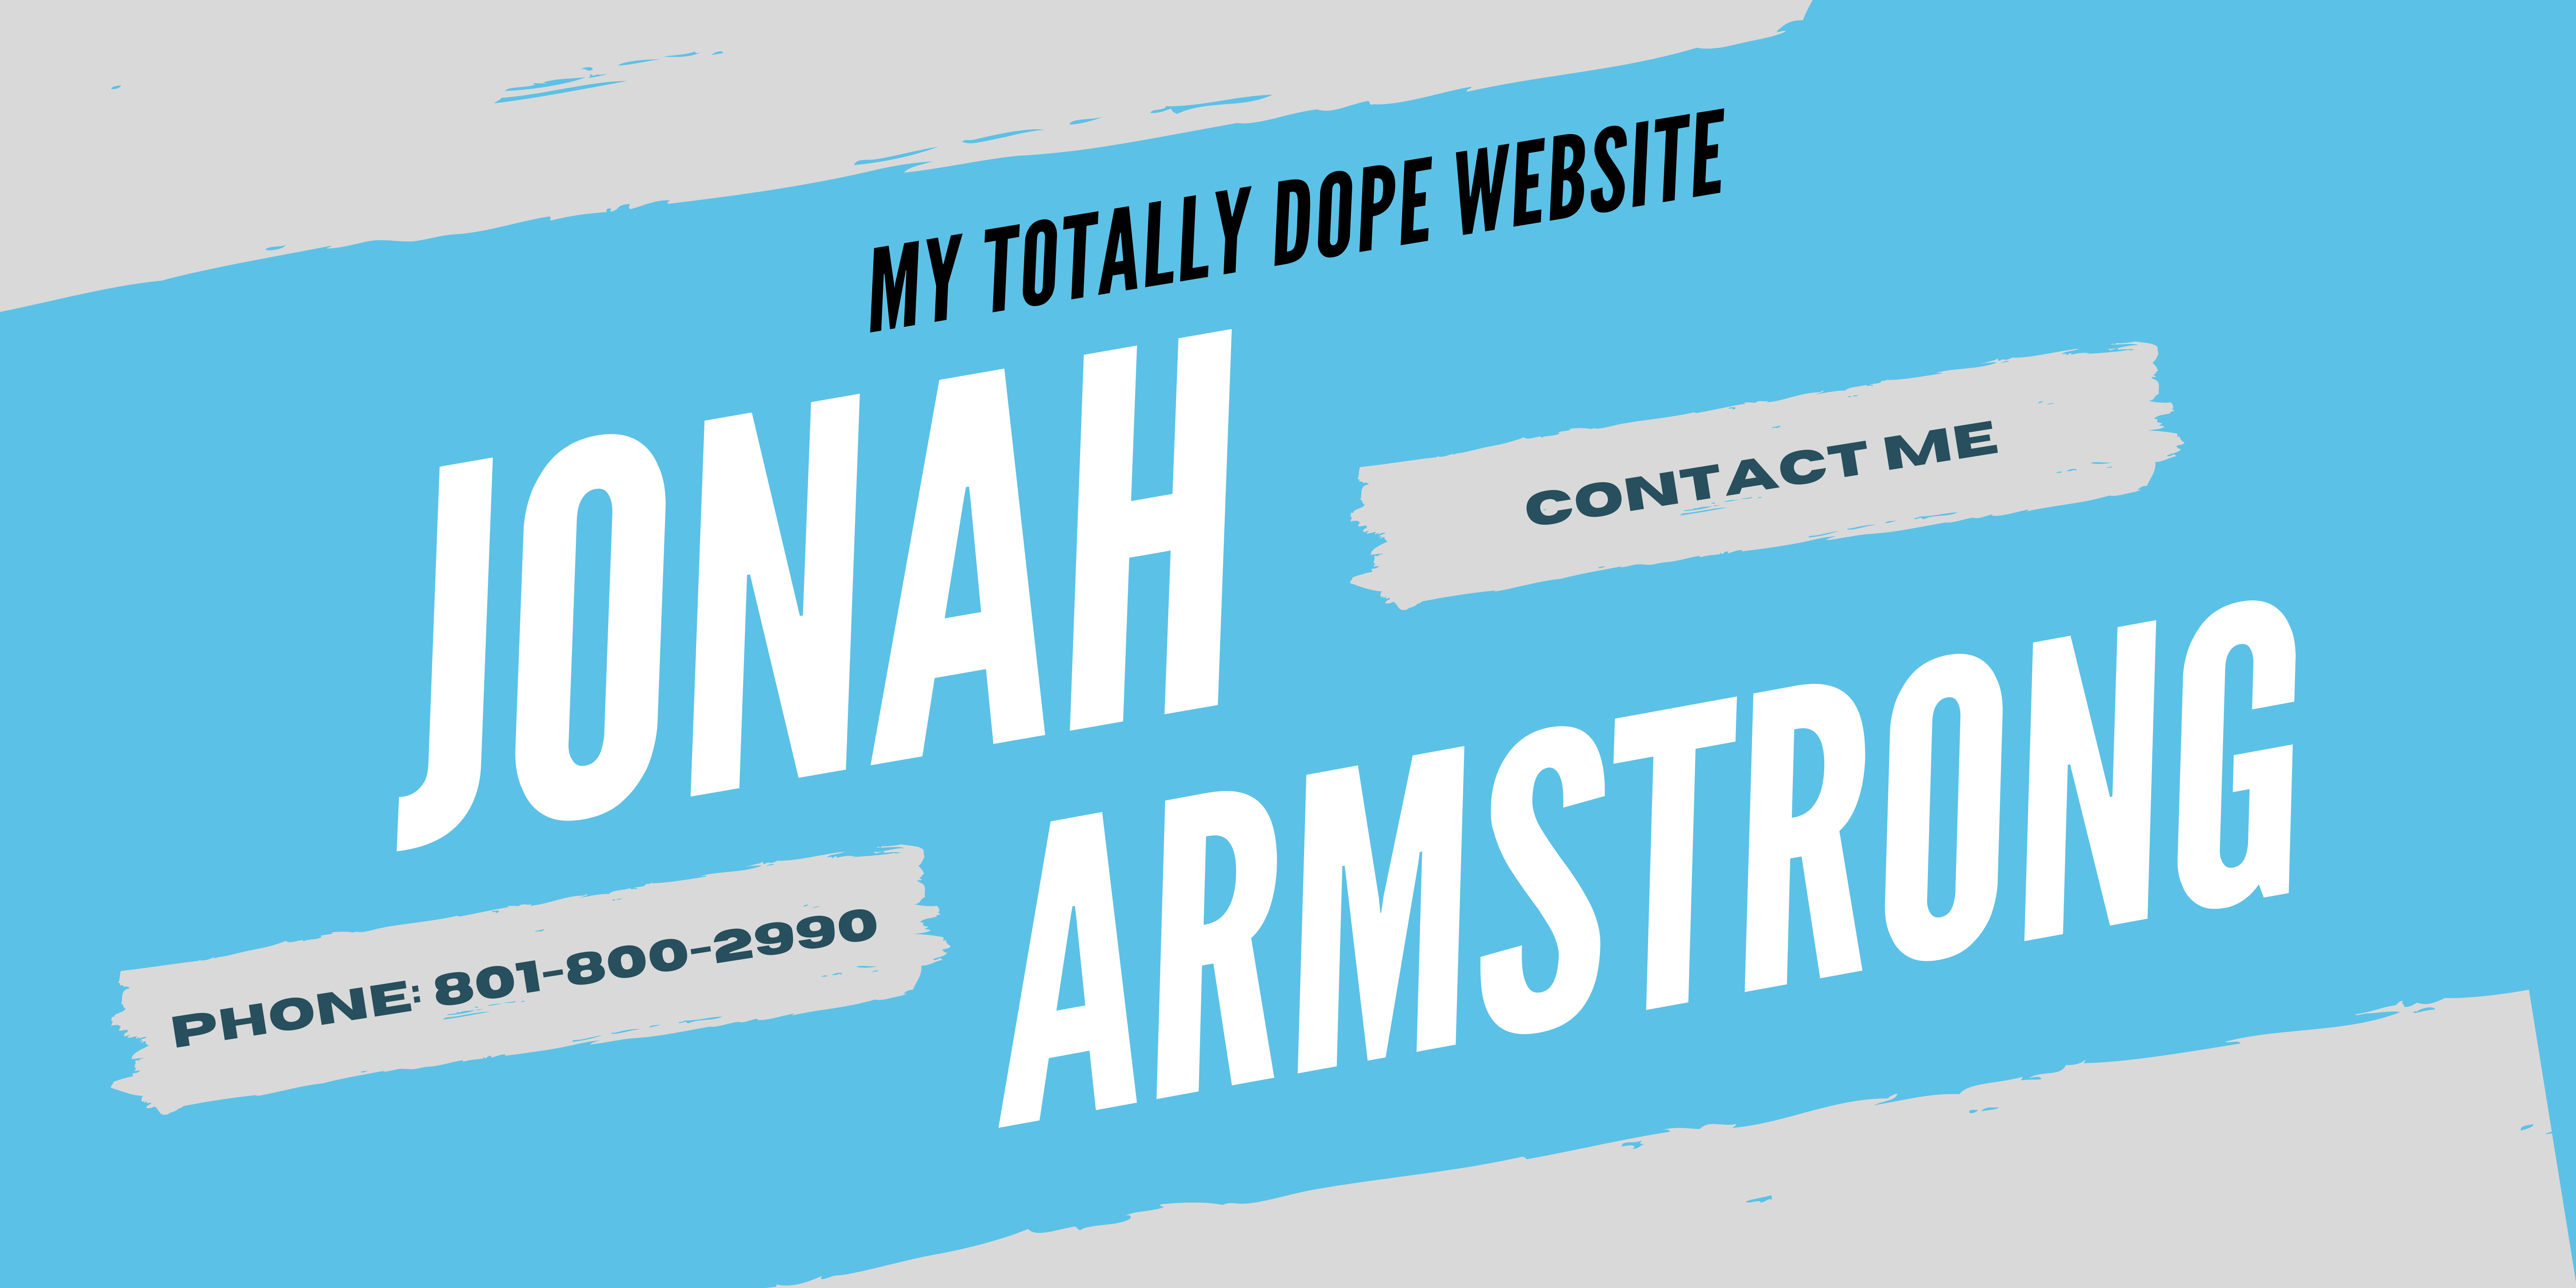 MY TOTALLY DOPE WEBSITE
JONAH
CONTACT ME
PHONE: 801-800-2990
ARMSTRONG